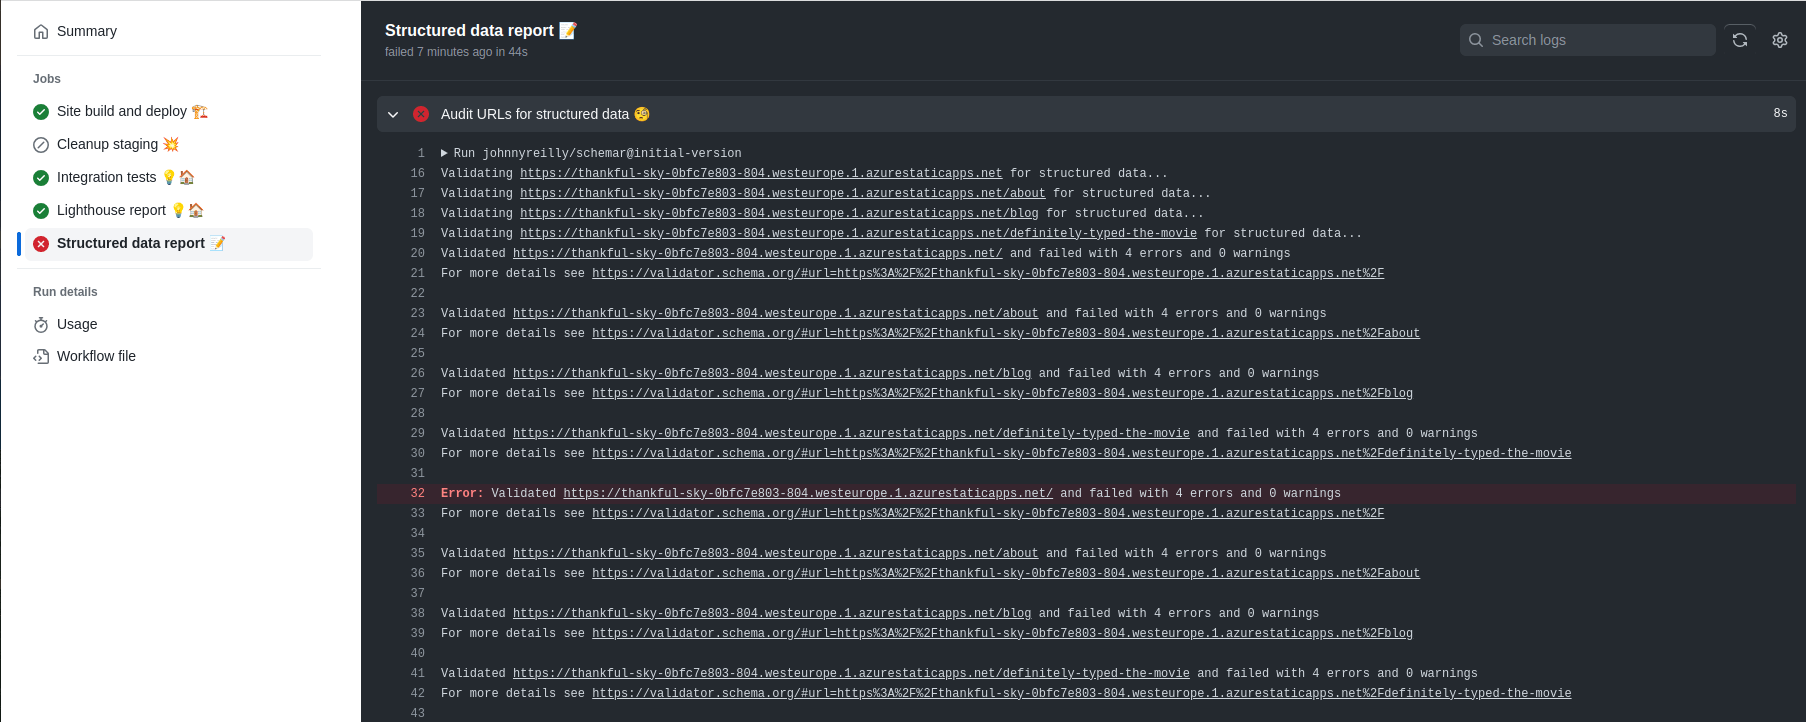 Summary
Jobs
Site build and deploy 🏗️
Cleanup staging 💥
Integration tests 💡🏠
Lighthouse report 💡🏠
Structured data report 📝
Run details
Usage
Workflow file
Structured data report 📝
failed 7 minutes ago in 44s
Search logs
Audit URLs for structured data 🧐
8s
1 Run johnnyreilly/schemar@initial-version
16 Validating https://thankful-sky-0bfc7e803-804.westeurope.1.azurestaticapps.net for structured data...
17 Validating https://thankful-sky-0bfc7e803-804.westeurope.1.azurestaticapps.net/about for structured data...
18 Validating https://thankful-sky-0bfc7e803-804.westeurope.1.azurestaticapps.net/blog for structured data...
19 Validating https://thankful-sky-0bfc7e803-804.westeurope.1.azurestaticapps.net/definitely-typed-the-movie for structured data...
20 Validated https://thankful-sky-0bfc7e803-804.westeurope.1.azurestaticapps.net/ and failed with 4 errors and 0 warnings
21 For more details see https://validator.schema.org/#url=https%3A%2F%2Fthankful-sky-0bfc7e803-804.westeurope.1.azurestaticapps.net%2F
22
23 Validated https://thankful-sky-0bfc7e803-804.westeurope.1.azurestaticapps.net/about and failed with 4 errors and 0 warnings
24 For more details see https://validator.schema.org/#url=https%3A%2F%2Fthankful-sky-0bfc7e803-804.westeurope.1.azurestaticapps.net%2Fabout
25
26 Validated https://thankful-sky-0bfc7e803-804.westeurope.1.azurestaticapps.net/blog and failed with 4 errors and 0 warnings
27 For more details see https://validator.schema.org/#url=https%3A%2F%2Fthankful-sky-0bfc7e803-804.westeurope.1.azurestaticapps.net%2Fblog
28
29 Validated https://thankful-sky-0bfc7e803-804.westeurope.1.azurestaticapps.net/definitely-typed-the-movie and failed with 4 errors and 0 warnings
30 For more details see https://validator.schema.org/#url=https%3A%2F%2Fthankful-sky-0bfc7e803-804.westeurope.1.azurestaticapps.net%2Fdefinitely-typed-the-movie
31
32 Error: Validated https://thankful-sky-0bfc7e803-804.westeurope.1.azurestaticapps.net/ and failed with 4 errors and 0 warnings
33 For more details see https://validator.schema.org/#url=https%3A%2F%2Fthankful-sky-0bfc7e803-804.westeurope.1.azurestaticapps.net%2F
34
35 Validated https://thankful-sky-0bfc7e803-804.westeurope.1.azurestaticapps.net/about and failed with 4 errors and 0 warnings
36 For more details see https://validator.schema.org/#url=https%3A%2F%2Fthankful-sky-0bfc7e803-804.westeurope.1.azurestaticapps.net%2Fabout
37
38 Validated https://thankful-sky-0bfc7e803-804.westeurope.1.azurestaticapps.net/blog and failed with 4 errors and 0 warnings
39 For more details see https://validator.schema.org/#url=https%3A%2F%2Fthankful-sky-0bfc7e803-804.westeurope.1.azurestaticapps.net%2Fblog
40
41 Validated https://thankful-sky-0bfc7e803-804.westeurope.1.azurestaticapps.net/definitely-typed-the-movie and failed with 4 errors and 0 warnings
42 For more details see https://validator.schema.org/#url=https%3A%2F%2Fthankful-sky-0bfc7e803-804.westeurope.1.azurestaticapps.net%2Fdefinitely-typed-the-movie
43